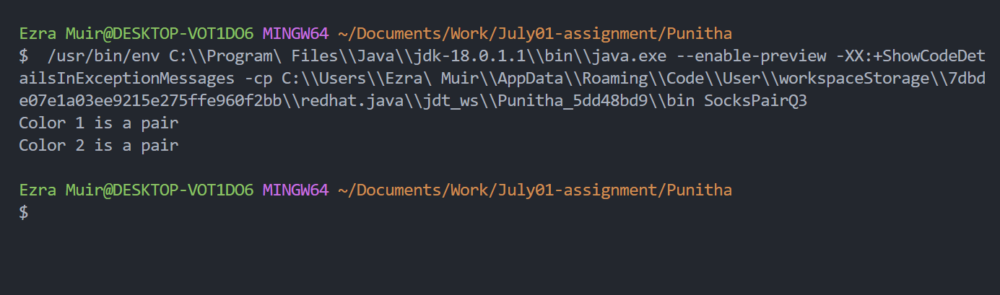 Ezra Muir@DESKTOP-VOT1DO6 MINGW64 ~/Documents/Work/July01-assignment/Punitha
$  /usr/bin/env C:\\Program\ Files\\Java\\jdk-18.0.1.1\\bin\\java.exe --enable-preview -XX:+ShowCodeDet
ailsInExceptionMessages -cp C:\\Users\\Ezra\ Muir\\AppData\\Roaming\\Code\\User\\workspaceStorage\\7dbd
e07e1a03ee9215e275ffe960f2bb\\redhat.java\\jdt_ws\\Punitha_5dd48bd9\\bin SocksPairQ3
Color 1 is a pair
Color 2 is a pair
Ezra Muir@DESKTOP-VOT1DO6 MINGW64 ~/Documents/Work/July01-assignment/Punitha
$